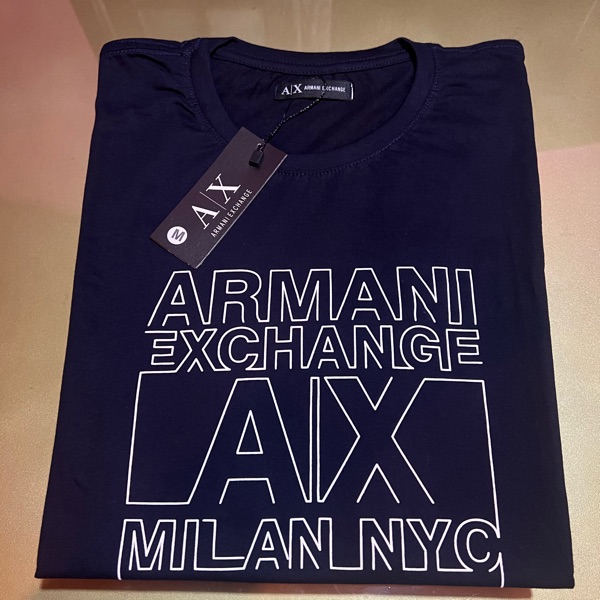 A|X ARMANI EXCHANGE
A|X
ARMANI EXCHANGE
M
ARMANI
EXCHANGE
A|X
MILAN NYC